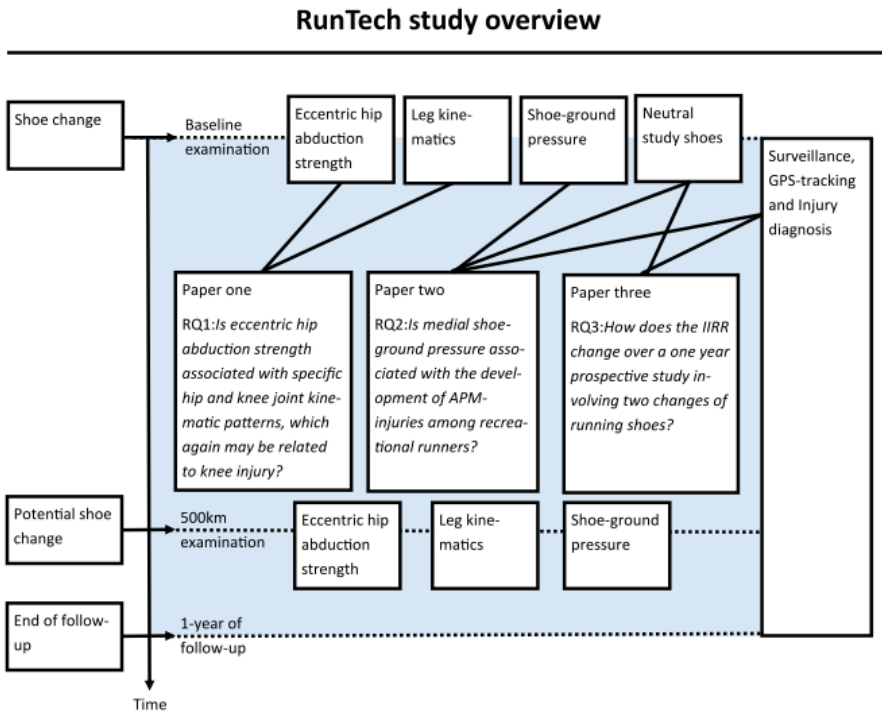 RunTech study overview
Shoe change
Baseline
examination
Eccentric hip
abduction
strength
Leg kine-
matics
Shoe-ground
pressure
Neutral
study shoes
Surveillance,
GPS-tracking
and Injury
diagnosis
Paper one
RQ1:Is eccentric hip
abduction strength
associated with specific
hip and knee joint kine-
matic patterns, which
again may be related
to knee injury?
Paper two
RQ2:Is medial shoe-
ground pressure asso-
ciated with the devel-
opment of APM-
injuries among recrea-
tional runners?
Paper three
RQ3:How does the IIRR
change over a one year
prospective study in-
volving two changes of
running shoes?
Potential shoe
change
500km
examination
Eccentric hip
abduction
strength
Leg kine-
matics
Shoe-ground
pressure
End of follow-
up
1-year of
follow-up
Time